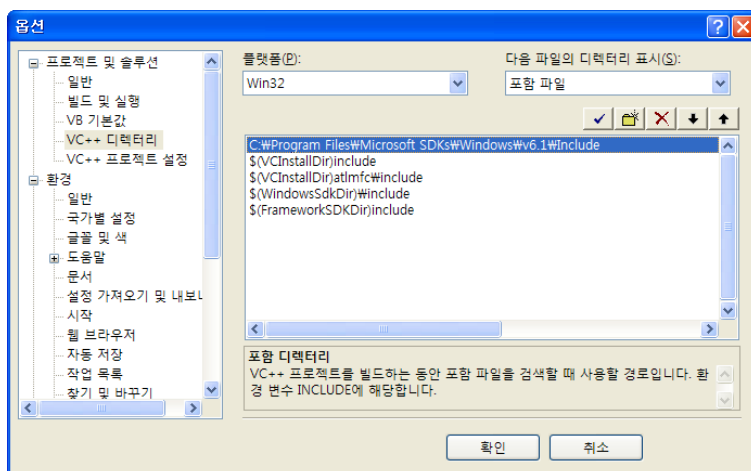 옵션
프로젝트 및 솔루션
일반
빌드 및 실행
VB 기본값
VC++ 디렉터리
VC++ 프로젝트 설정
환경
일반
국가별 설정
글꼴 및 색
도움말
문서
설정 가져오기 및 내보내
시작
웹 브라우저
자동 저장
작업 목록
찾기 및 바꾸기
플랫폼(P):
Win32
다음 파일의 디렉터리 표시(S):
포함 파일
C:₩Program Files₩Microsoft SDKs₩Windows₩v6.1₩Include
$(VCInstallDir)include
$(VCInstallDir)atlmfc₩include
$(WindowsSdkDir)₩include
$(FrameworkSDKDir)include
포함 디렉터리
VC++ 프로젝트를 빌드하는 동안 포함 파일을 검색할 때 사용할 경로입니다. 환
경 변수 INCLUDE에 해당합니다.
확인
취소